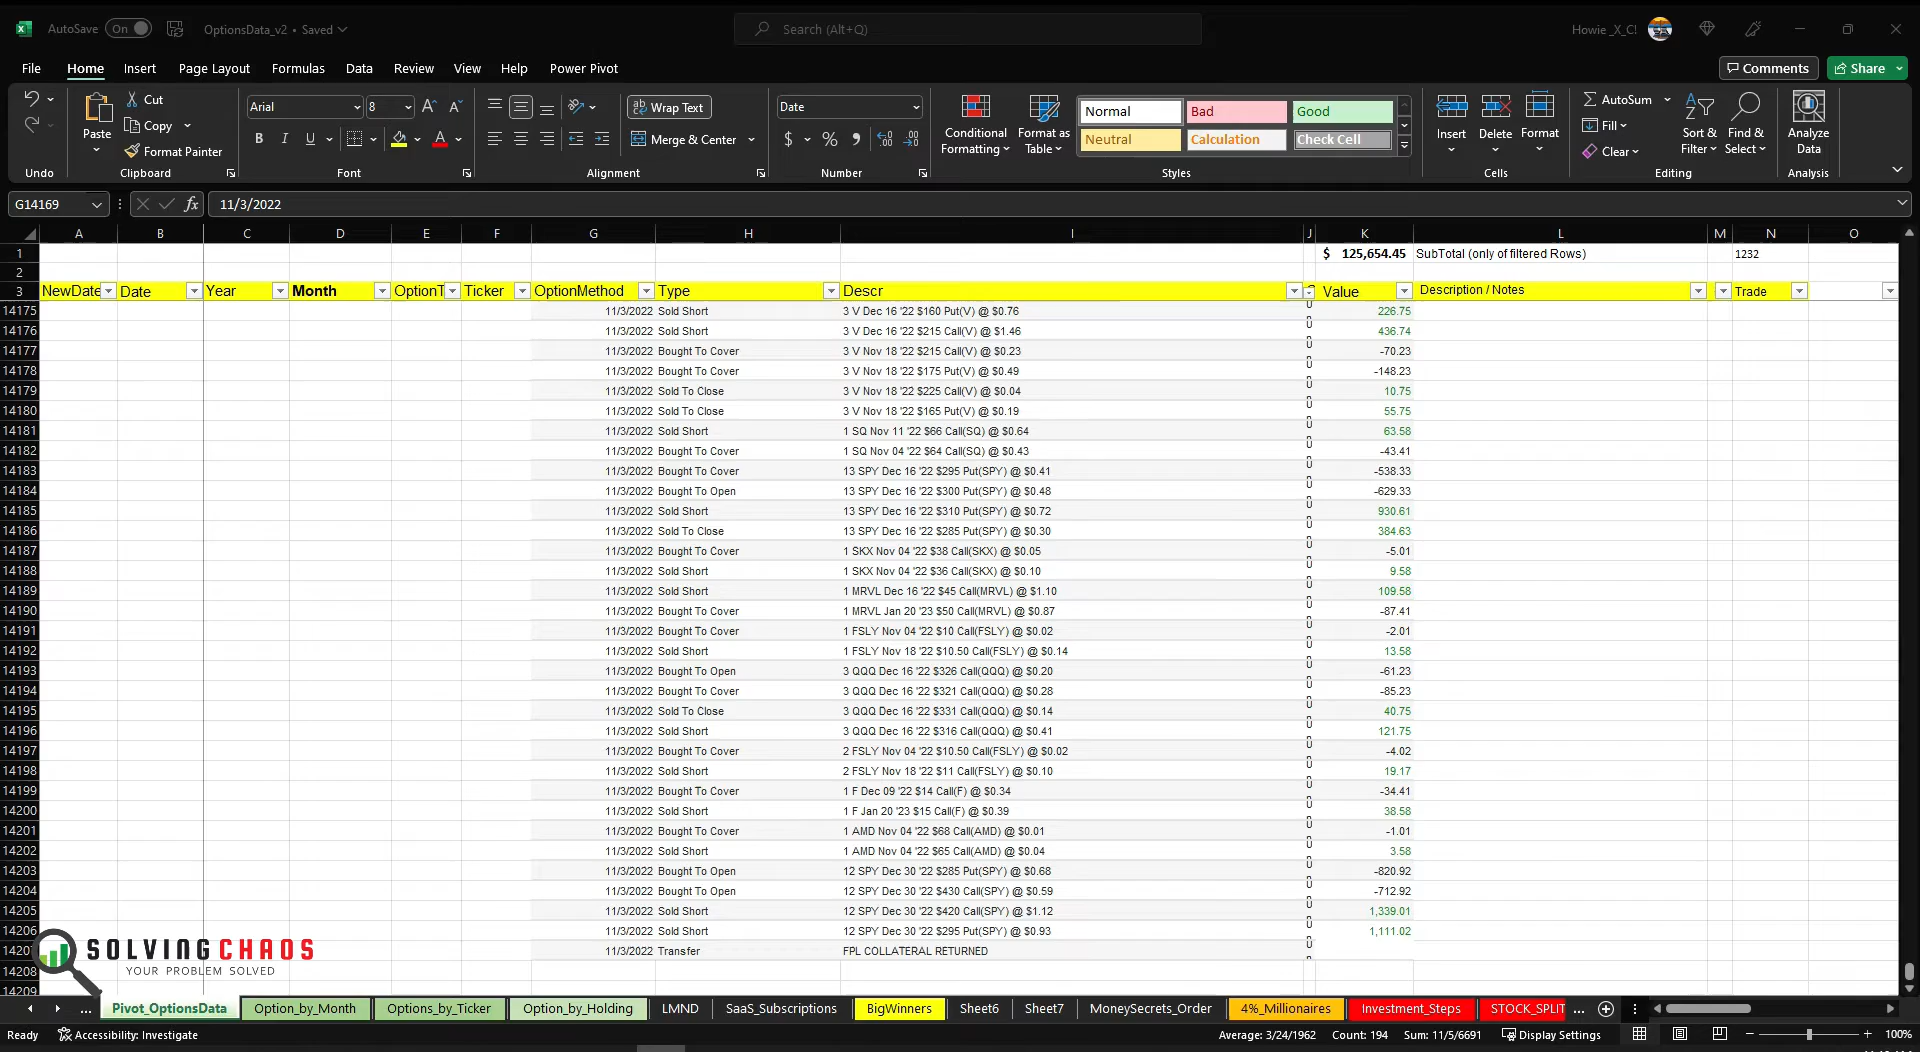 AutoSave On OptionsData_v2 • Saved Search (Alt+Q) Howie_X_C!
File Home Insert Page Layout Formulas Data Review View Help Power Pivot Comments Share
Cut Arial 8 Wrap Text Date Normal Bad Good AutoSum
Paste Copy B I U Merge & Center $ % Conditional Formatting Format as Table Neutral Calculation Check Cell Insert Delete Format Fill Sort & Filter Find & Select Analyze Data
Format Painter Clear
Undo Clipboard Font Alignment Number Styles Cells Editing Analysis
G14169 fx 11/3/2022
A B C D E F G H I J K L M N O
1 $ 125,654.45 SubTotal (only of filtered Rows) 1232
2
3 NewDate Date Year Month OptionT Ticker OptionMethod Type Descr Value Description / Notes Trade
14175 11/3/2022 Sold Short 3 V Dec 16 '22 $160 Put(V) @ $0.76 226.75
14176 11/3/2022 Sold Short 3 V Dec 16 '22 $215 Call(V) @ $1.46 436.74
14177 11/3/2022 Bought To Cover 3 V Nov 18 '22 $215 Call(V) @ $0.23 -70.23
14178 11/3/2022 Bought To Cover 3 V Nov 18 '22 $175 Put(V) @ $0.49 -148.23
14179 11/3/2022 Sold To Close 3 V Nov 18 '22 $225 Call(V) @ $0.04 10.75
14180 11/3/2022 Sold To Close 3 V Nov 18 '22 $165 Put(V) @ $0.19 55.75
14181 11/3/2022 Sold Short 1 SQ Nov 11 '22 $66 Call(SQ) @ $0.64 63.58
14182 11/3/2022 Bought To Cover 1 SQ Nov 04 '22 $64 Call(SQ) @ $0.43 -43.41
14183 11/3/2022 Bought To Cover 13 SPY Dec 16 '22 $295 Put(SPY) @ $0.41 -538.33
14184 11/3/2022 Bought To Open 13 SPY Dec 16 '22 $300 Put(SPY) @ $0.48 -629.33
14185 11/3/2022 Sold Short 13 SPY Dec 16 '22 $310 Put(SPY) @ $0.72 930.61
14186 11/3/2022 Sold To Close 13 SPY Dec 16 '22 $285 Put(SPY) @ $0.30 384.63
14187 11/3/2022 Bought To Cover 1 SKX Nov 04 '22 $38 Call(SKX) @ $0.05 -5.01
14188 11/3/2022 Sold Short 1 SKX Nov 04 '22 $36 Call(SKX) @ $0.10 9.58
14189 11/3/2022 Sold Short 1 MRVL Dec 16 '22 $45 Call(MRVL) @ $1.10 109.58
14190 11/3/2022 Bought To Cover 1 MRVL Jan 20 '23 $50 Call(MRVL) @ $0.87 -87.41
14191 11/3/2022 Bought To Cover 1 FSLY Nov 04 '22 $10 Call(FSLY) @ $0.02 -2.01
14192 11/3/2022 Sold Short 1 FSLY Nov 18 '22 $10.50 Call(FSLY) @ $0.14 13.58
14193 11/3/2022 Bought To Open 3 QQQ Dec 16 '22 $326 Call(QQQ) @ $0.20 -61.23
14194 11/3/2022 Bought To Cover 3 QQQ Dec 16 '22 $321 Call(QQQ) @ $0.28 -85.23
14195 11/3/2022 Sold To Close 3 QQQ Dec 16 '22 $331 Call(QQQ) @ $0.14 40.75
14196 11/3/2022 Sold Short 3 QQQ Dec 16 '22 $316 Call(QQQ) @ $0.41 121.75
14197 11/3/2022 Bought To Cover 2 FSLY Nov 04 '22 $10.50 Call(FSLY) @ $0.02 -4.02
14198 11/3/2022 Sold Short 2 FSLY Nov 18 '22 $11 Call(FSLY) @ $0.10 19.17
14199 11/3/2022 Bought To Cover 1 F Dec 09 '22 $14 Call(F) @ $0.34 -34.41
14200 11/3/2022 Sold Short 1 F Jan 20 '23 $15 Call(F) @ $0.39 38.58
14201 11/3/2022 Bought To Cover 1 AMD Nov 04 '22 $68 Call(AMD) @ $0.01 -1.01
14202 11/3/2022 Sold Short 1 AMD Nov 04 '22 $65 Call(AMD) @ $0.04 3.58
14203 11/3/2022 Bought To Open 12 SPY Dec 30 '22 $285 Put(SPY) @ $0.68 -820.92
14204 11/3/2022 Bought To Open 12 SPY Dec 30 '22 $430 Call(SPY) @ $0.59 -712.92
14205 11/3/2022 Sold Short 12 SPY Dec 30 '22 $420 Call(SPY) @ $1.12 1,339.01
14206 11/3/2022 Sold Short 12 SPY Dec 30 '22 $295 Put(SPY) @ $0.93 1,111.02
14207 11/3/2022 Transfer FPL COLLATERAL RETURNED
14208
14209
SOLVINGCHAOS
YOUR PROBLEM SOLVED
... Pivot_OptionsData Option_by_Month Options_by_Ticker Option_by_Holding LMND SaaS_Subscriptions BigWinners Sheet6 Sheet7 MoneySecrets_Order 4%_Millionaires Investment_Steps STOCK_SPLIT ...
Ready Accessibility: Investigate Average: 3/24/1962 Count: 194 Sum: 11/5/6691 Display Settings 100%